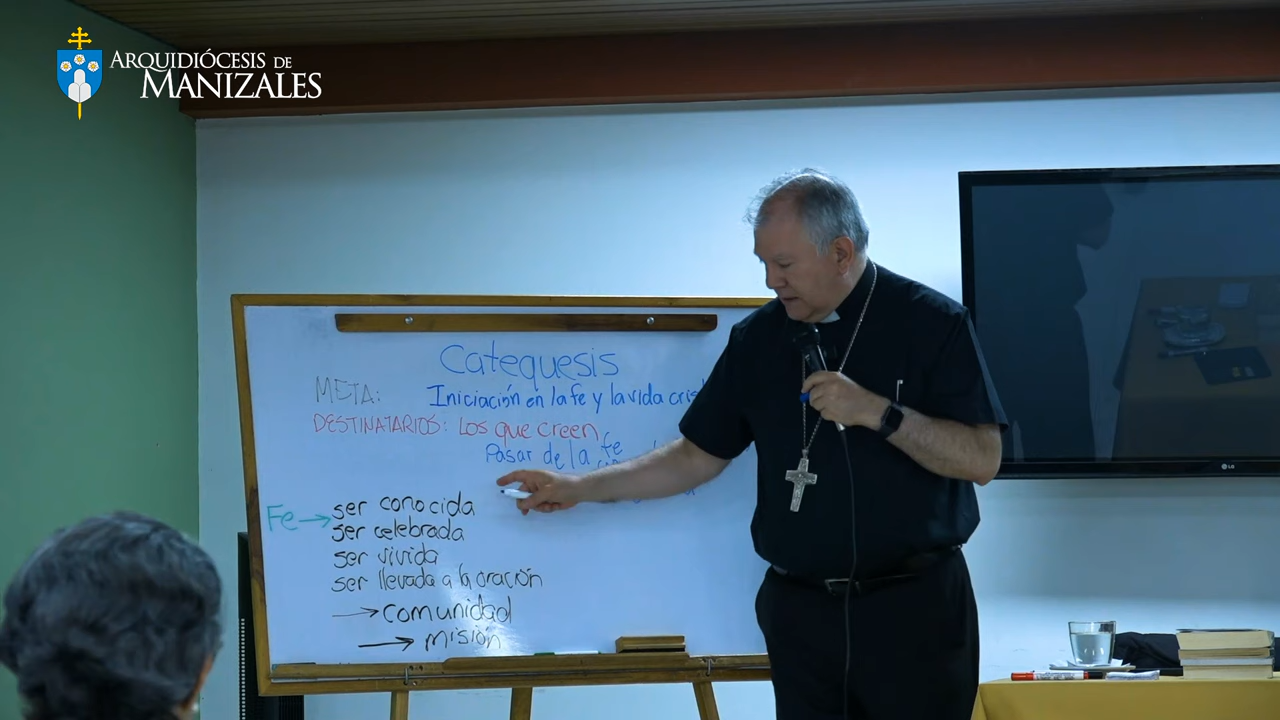 ARQUIDIÓCESIS DE
MANIZALES
Catequesis
META: Iniciación en la fe y la vida cris
DESTINATARIOS: Los que creen
Pasar de la fe
Fe → ser conocida
ser celebrada
ser vivida
ser llevada a la oración
→ comunidad
→ misión
LG